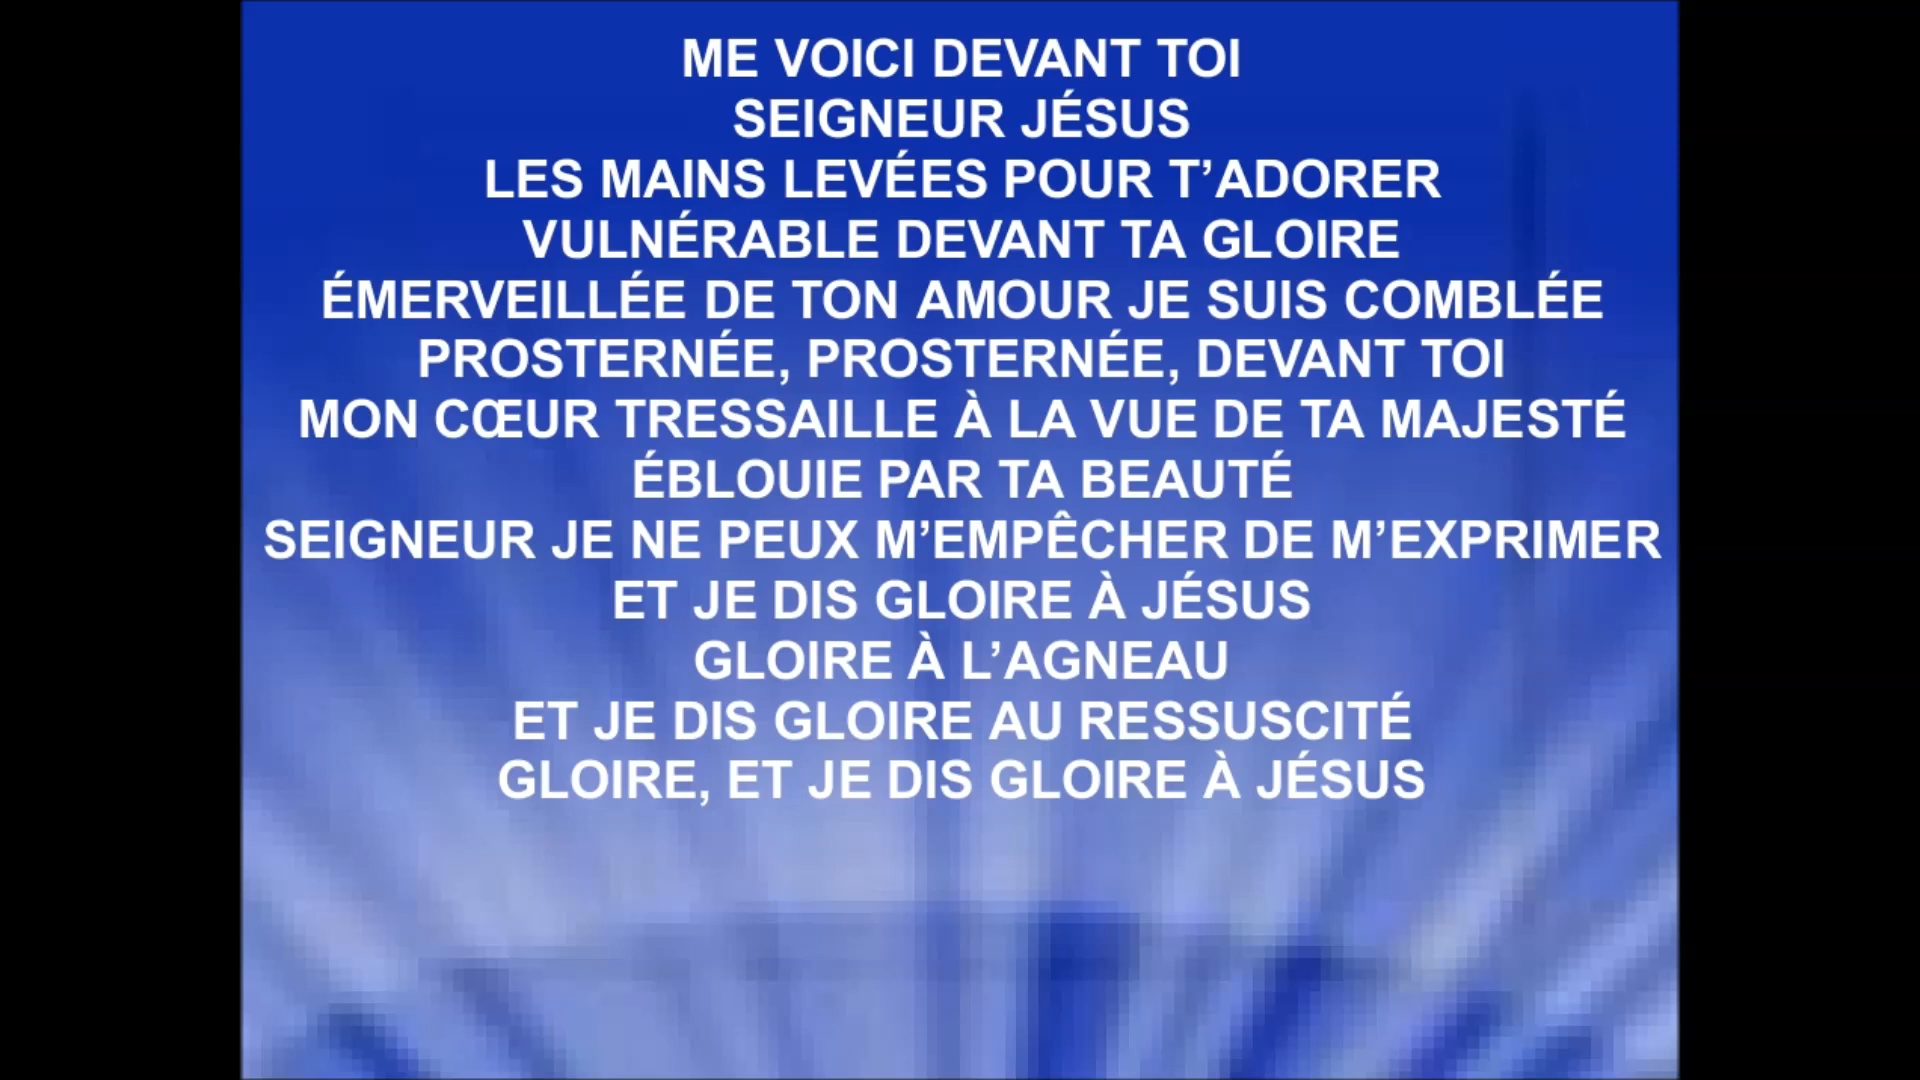 ME VOICI DEVANT TOI
SEIGNEUR JÉSUS
LES MAINS LEVÉES POUR T’ADORER
VULNÉRABLE DEVANT TA GLOIRE
ÉMERVEILLÉE DE TON AMOUR JE SUIS COMBLÉE
PROSTERNÉE, PROSTERNÉE, DEVANT TOI
MON CŒUR TRESSAILLE À LA VUE DE TA MAJESTÉ
ÉBLOUIE PAR TA BEAUTÉ
SEIGNEUR JE NE PEUX M’EMPÊCHER DE M’EXPRIMER
ET JE DIS GLOIRE À JÉSUS
GLOIRE À L’AGNEAU
ET JE DIS GLOIRE AU RESSUSCITÉ
GLOIRE, ET JE DIS GLOIRE À JÉSUS